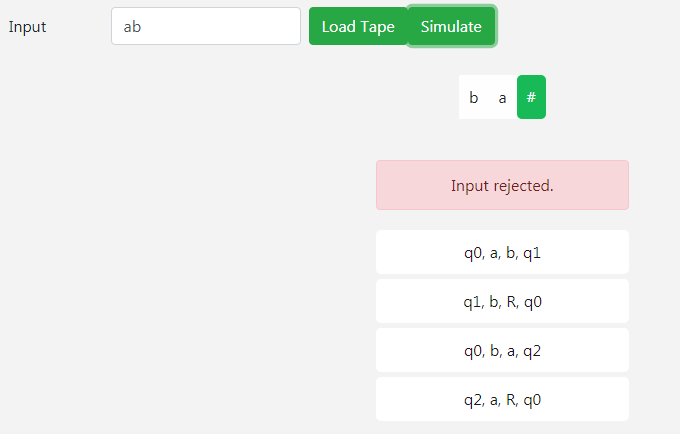 Input ab Load Tape Simulate
b a #
Input rejected.
q0, a, b, q1
q1, b, R, q0
q0, b, a, q2
q2, a, R, q0